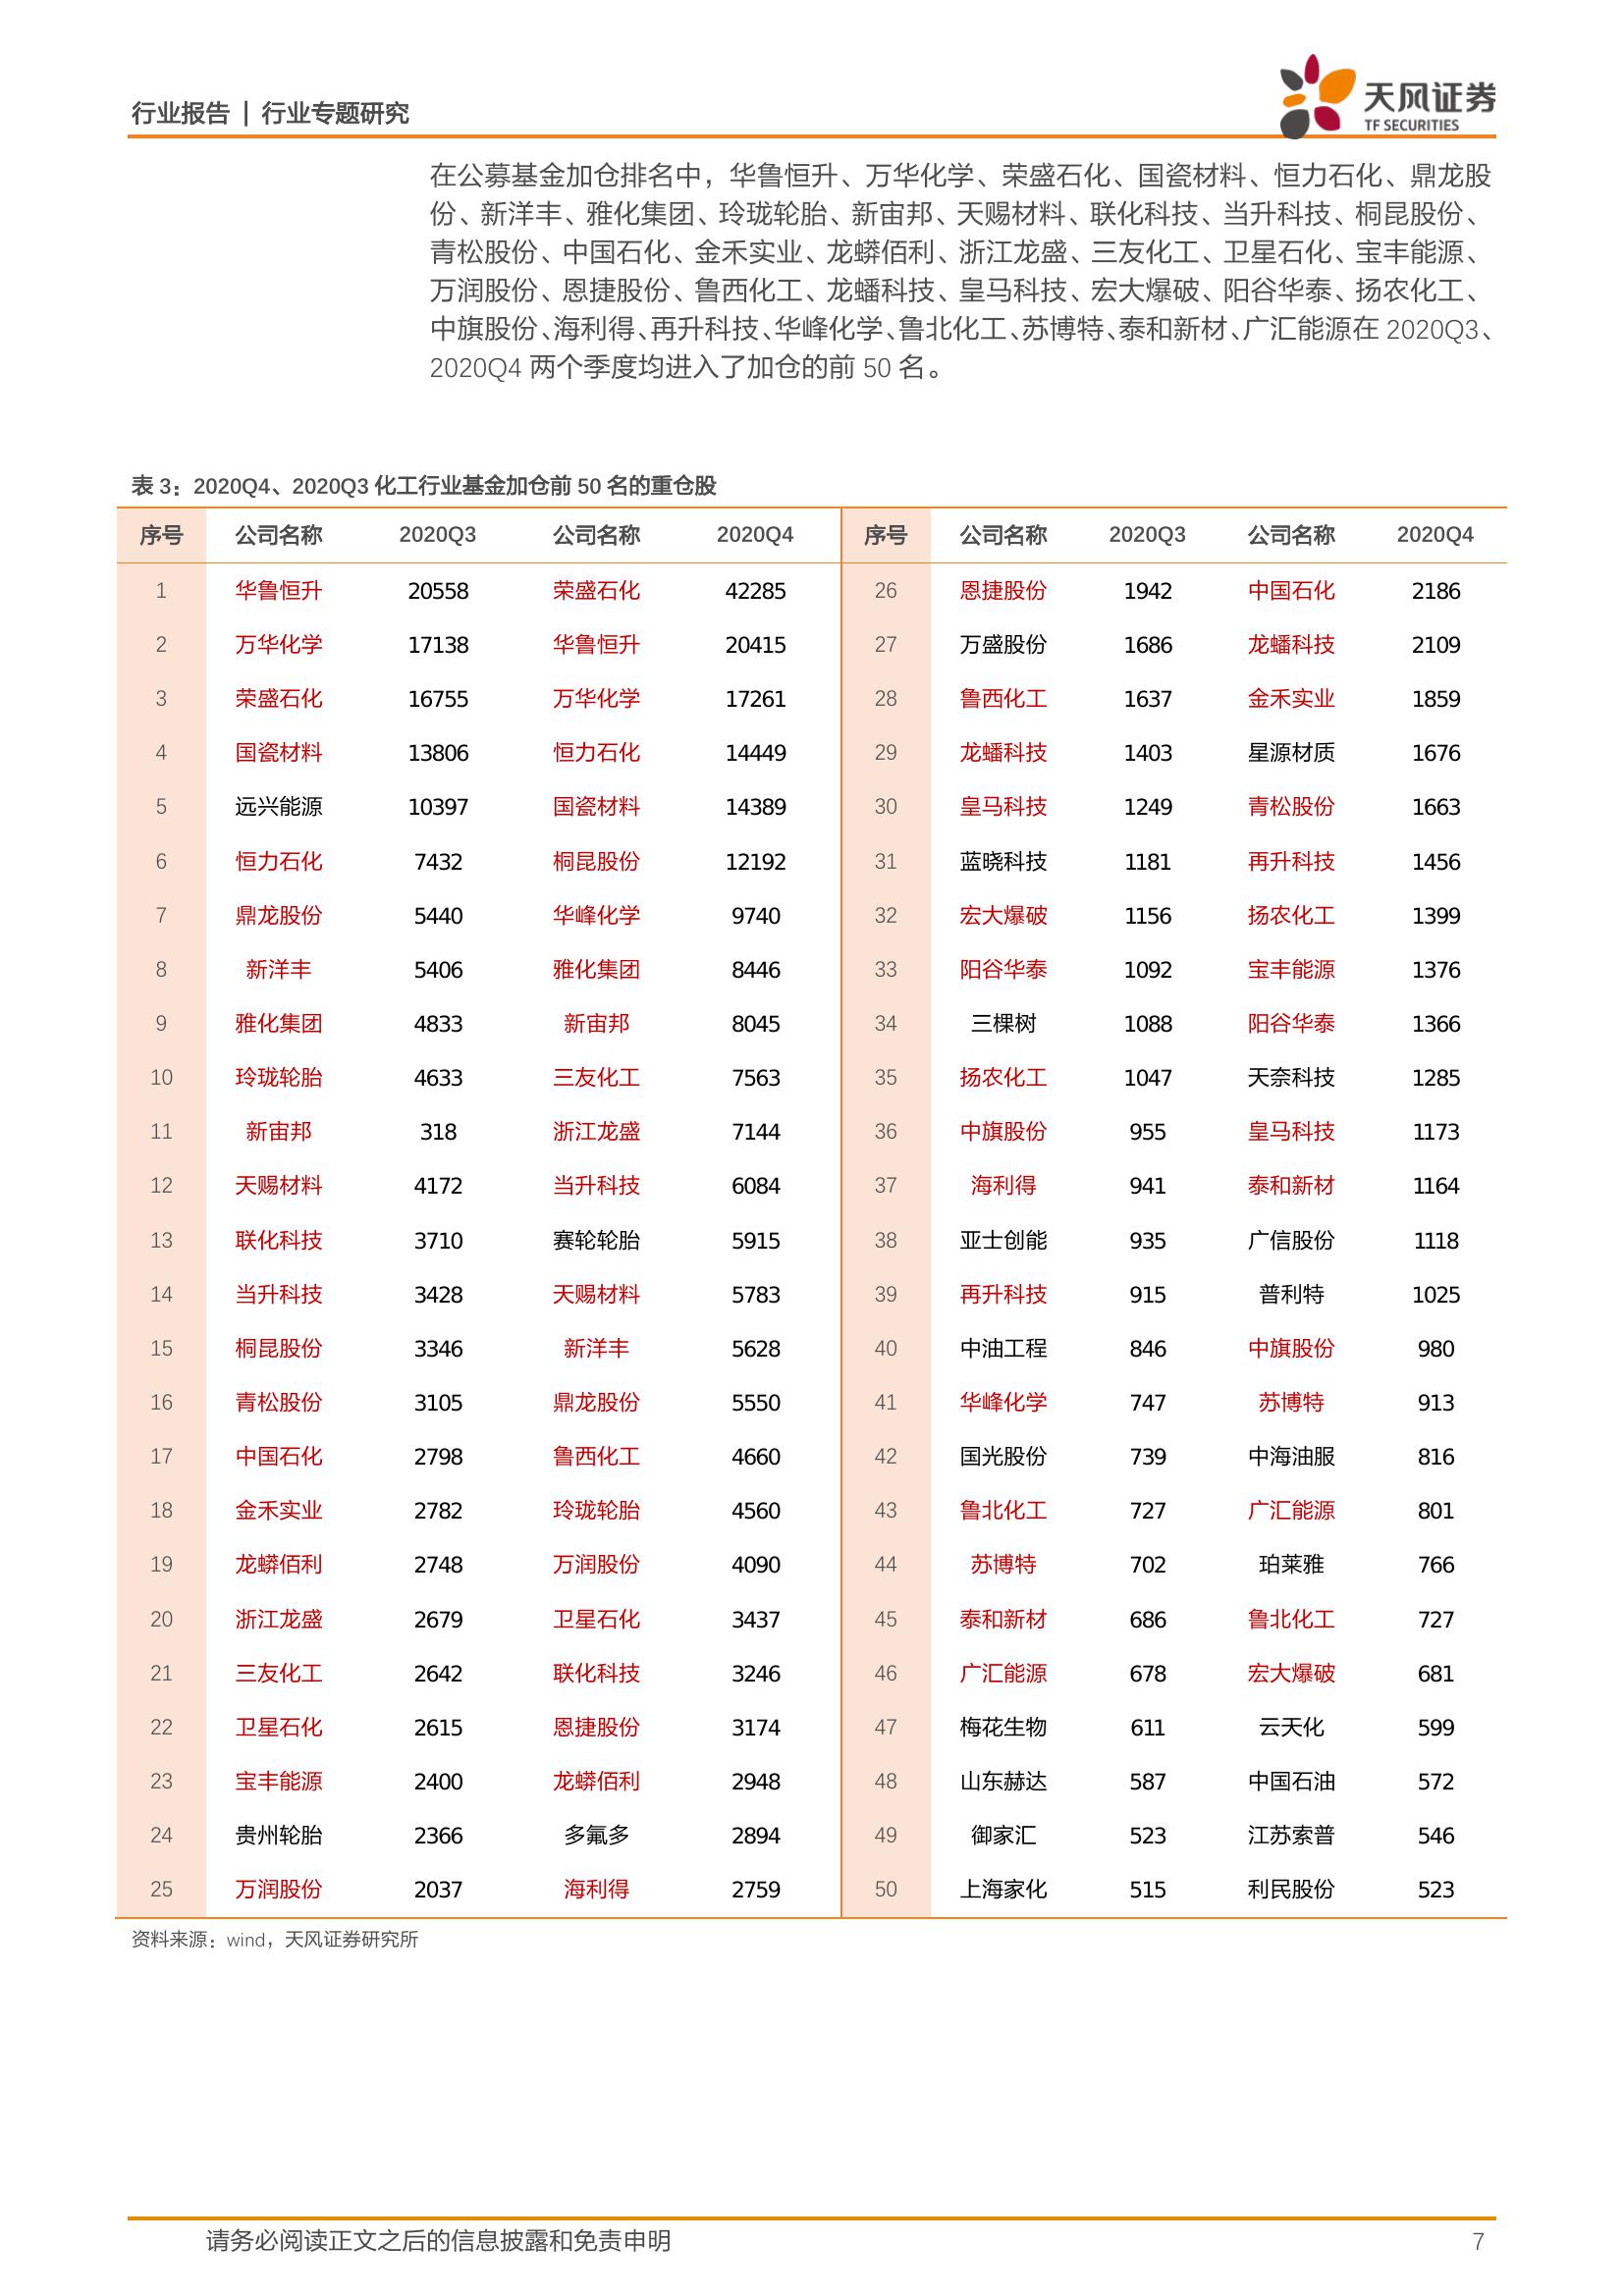 行业报告 | 行业专题研究
天风证券
TF SECURITIES
在公募基金加仓排名中，华鲁恒升、万华化学、荣盛石化、国瓷材料、恒力石化、鼎龙股
份、新洋丰、雅化集团、玲珑轮胎、新宙邦、天赐材料、联化科技、当升科技、桐昆股份、
青松股份、中国石化、金禾实业、龙蟒佰利、浙江龙盛、三友化工、卫星石化、宝丰能源、
万润股份、恩捷股份、鲁西化工、龙蟠科技、皇马科技、宏大爆破、阳谷华泰、扬农化工、
中旗股份、海利得、再升科技、华峰化学、鲁北化工、苏博特、泰和新材、广汇能源在 2020Q3、
2020Q4 两个季度均进入了加仓的前 50 名。
表 3：2020Q4、2020Q3 化工行业基金加仓前 50 名的重仓股
序号 公司名称 2020Q3 公司名称 2020Q4 序号 公司名称 2020Q3 公司名称 2020Q4
1 华鲁恒升 20558 荣盛石化 42285 26 恩捷股份 1942 中国石化 2186
2 万华化学 17138 华鲁恒升 20415 27 万盛股份 1686 龙蟠科技 2109
3 荣盛石化 16755 万华化学 17261 28 鲁西化工 1637 金禾实业 1859
4 国瓷材料 13806 恒力石化 14449 29 龙蟠科技 1403 星源材质 1676
5 远兴能源 10397 国瓷材料 14389 30 皇马科技 1249 青松股份 1663
6 恒力石化 7432 桐昆股份 12192 31 蓝晓科技 1181 再升科技 1456
7 鼎龙股份 5440 华峰化学 9740 32 宏大爆破 1156 扬农化工 1399
8 新洋丰 5406 雅化集团 8446 33 阳谷华泰 1092 宝丰能源 1376
9 雅化集团 4833 新宙邦 8045 34 三棵树 1088 阳谷华泰 1366
10 玲珑轮胎 4633 三友化工 7563 35 扬农化工 1047 天奈科技 1285
11 新宙邦 318 浙江龙盛 7144 36 中旗股份 955 皇马科技 1173
12 天赐材料 4172 当升科技 6084 37 海利得 941 泰和新材 1164
13 联化科技 3710 赛轮轮胎 5915 38 亚士创能 935 广信股份 1118
14 当升科技 3428 天赐材料 5783 39 再升科技 915 普利特 1025
15 桐昆股份 3346 新洋丰 5628 40 中油工程 846 中旗股份 980
16 青松股份 3105 鼎龙股份 5550 41 华峰化学 747 苏博特 913
17 中国石化 2798 鲁西化工 4660 42 国光股份 739 中海油服 816
18 金禾实业 2782 玲珑轮胎 4560 43 鲁北化工 727 广汇能源 801
19 龙蟒佰利 2748 万润股份 4090 44 苏博特 702 珀莱雅 766
20 浙江龙盛 2679 卫星石化 3437 45 泰和新材 686 鲁北化工 727
21 三友化工 2642 联化科技 3246 46 广汇能源 678 宏大爆破 681
22 卫星石化 2615 恩捷股份 3174 47 梅花生物 611 云天化 599
23 宝丰能源 2400 龙蟒佰利 2948 48 山东赫达 587 中国石油 572
24 贵州轮胎 2366 多氟多 2894 49 御家汇 523 江苏索普 546
25 万润股份 2037 海利得 2759 50 上海家化 515 利民股份 523
资料来源：wind，天风证券研究所
请务必阅读正文之后的信息披露和免责申明 7